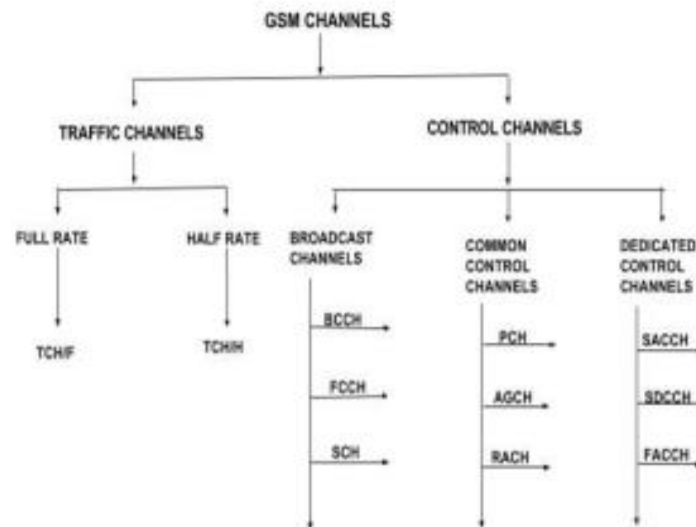 GSM CHANNELS
TRAFFIC CHANNELS
CONTROL CHANNELS
FULL RATE
HALF RATE
BROADCAST
CHANNELS
COMMON
CONTROL
CHANNELS
DEDICATED
CONTROL
CHANNELS
TCH/F
TCH/H
BCCH
FCCH
SCH
PCH
AGCH
RACH
SACCH
SDCCH
FACCH